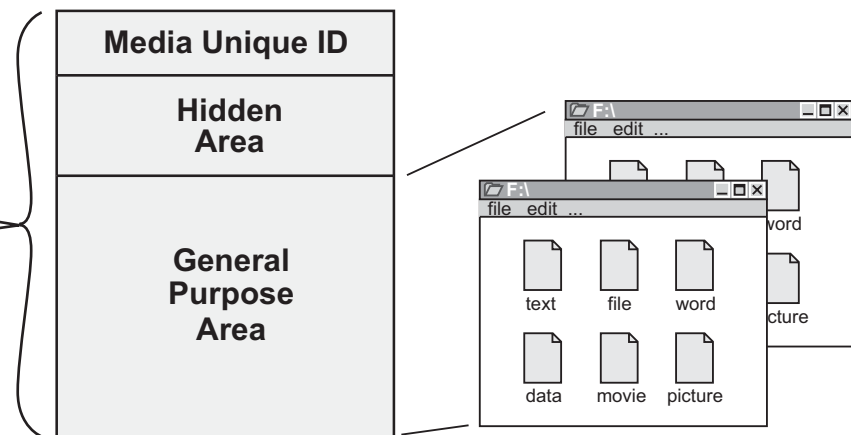 Media Unique ID
Hidden
Area
General
Purpose
Area
F:\
file edit ...
word
cture
F:\
file edit ...
text file word
data movie picture